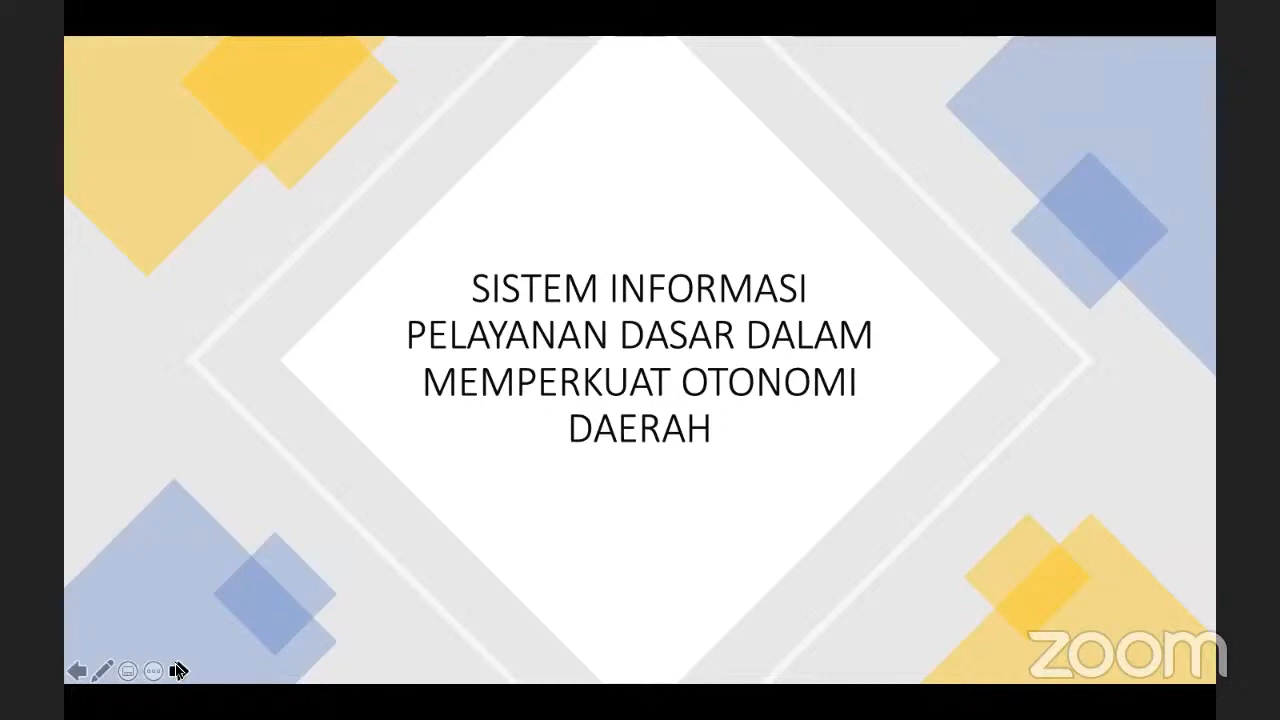 SISTEM INFORMASI
PELAYANAN DASAR DALAM
MEMPERKUAT OTONOMI
DAERAH
zoom